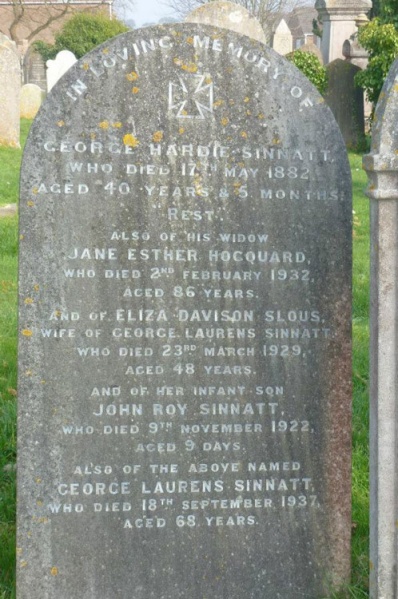 IN LOVING MEMORY OF
GEORGE HARDIE SINNATT,
WHO DIED 17TH MAY 1882,
AGED 40 YEARS & 5 MONTHS.
"REST."
ALSO OF HIS WIDOW
JANE ESTHER HOCQUARD,
WHO DIED 2ND FEBRUARY 1932,
AGED 86 YEARS.
AND OF ELIZA DAVISON SLOUS,
WIFE OF GEORGE LAURENS SINNATT,
WHO DIED 23RD MARCH 1929,
AGED 48 YEARS.
AND OF HER INFANT SON
JOHN ROY SINNATT,
WHO DIED 9TH NOVEMBER 1922,
AGED 9 DAYS.
ALSO OF THE ABOVE NAMED
GEORGE LAURENS SINNATT,
WHO DIED 18TH SEPTEMBER 1937,
AGED 68 YEARS.